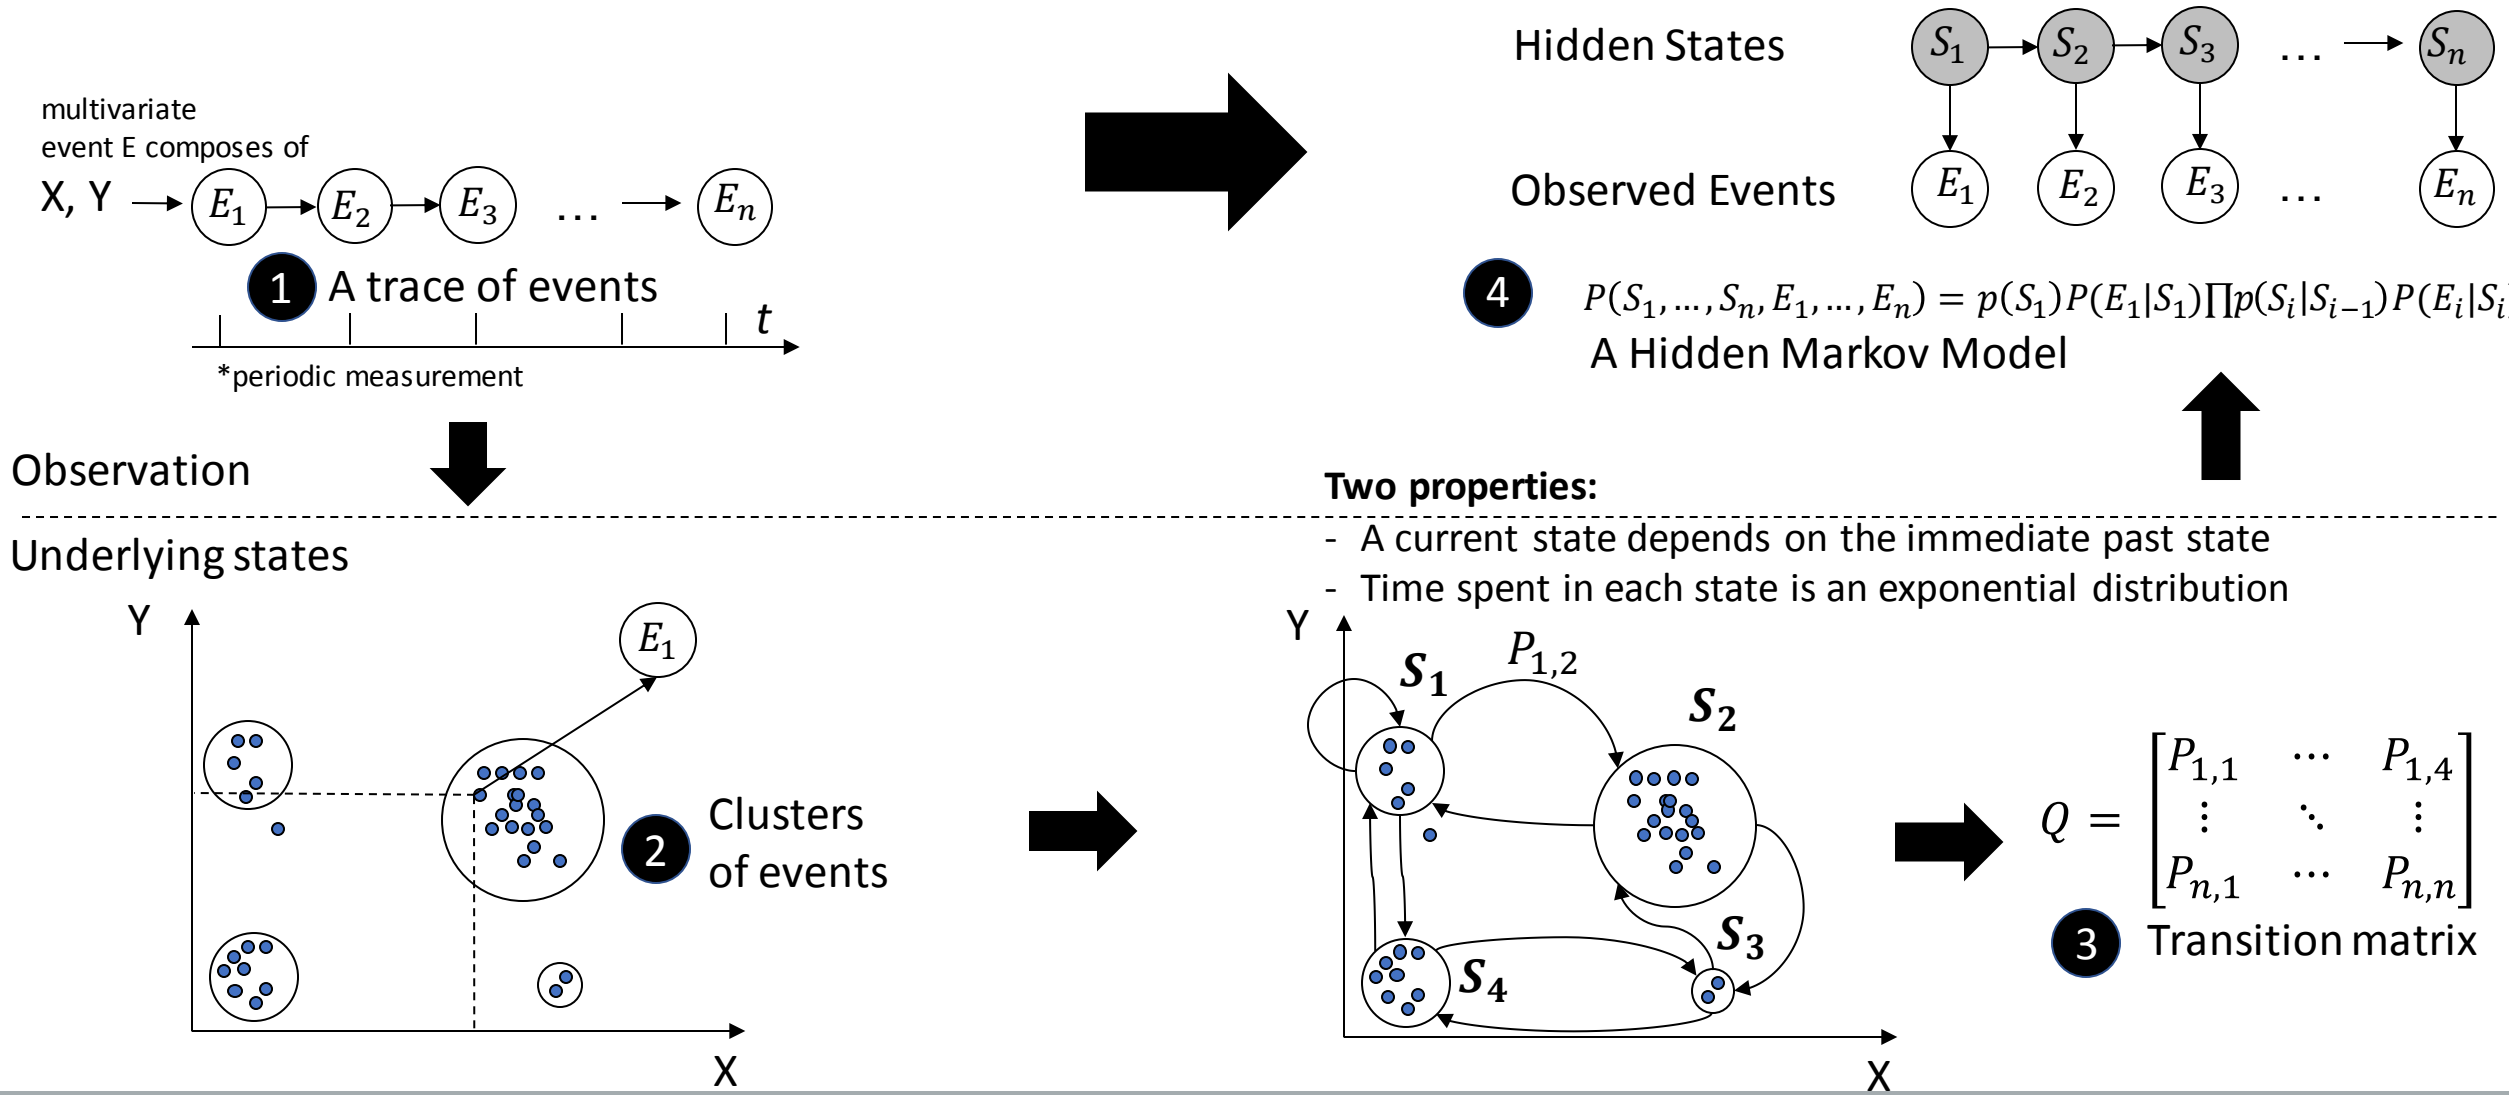 multivariate
event E composes of
X, Y
E₁
E₂
E₃
...
Eₙ
1 A trace of events
t
*periodic measurement
Hidden States
S₁
S₂
S₃
...
Sₙ
Observed Events
E₁
E₂
E₃
...
Eₙ
4 P(S₁, ..., Sₙ, E₁, ..., Eₙ) = p(S₁)P(E₁|S₁)∏p(Sᵢ|Sᵢ₋₁)P(Eᵢ|Sᵢ
A Hidden Markov Model
Observation
Underlying states
Y
E₁
2 Clusters
of events
X
Two properties:
- A current state depends on the immediate past state
- Time spent in each state is an exponential distribution
Y
S₁
P₁,₂
S₂
S₃
S₄
X
P₁,₁ ⋯ P₁,₄
Q = ⋮ ⋱ ⋮
Pₙ,₁ ⋯ Pₙ,ₙ
3 Transition matrix